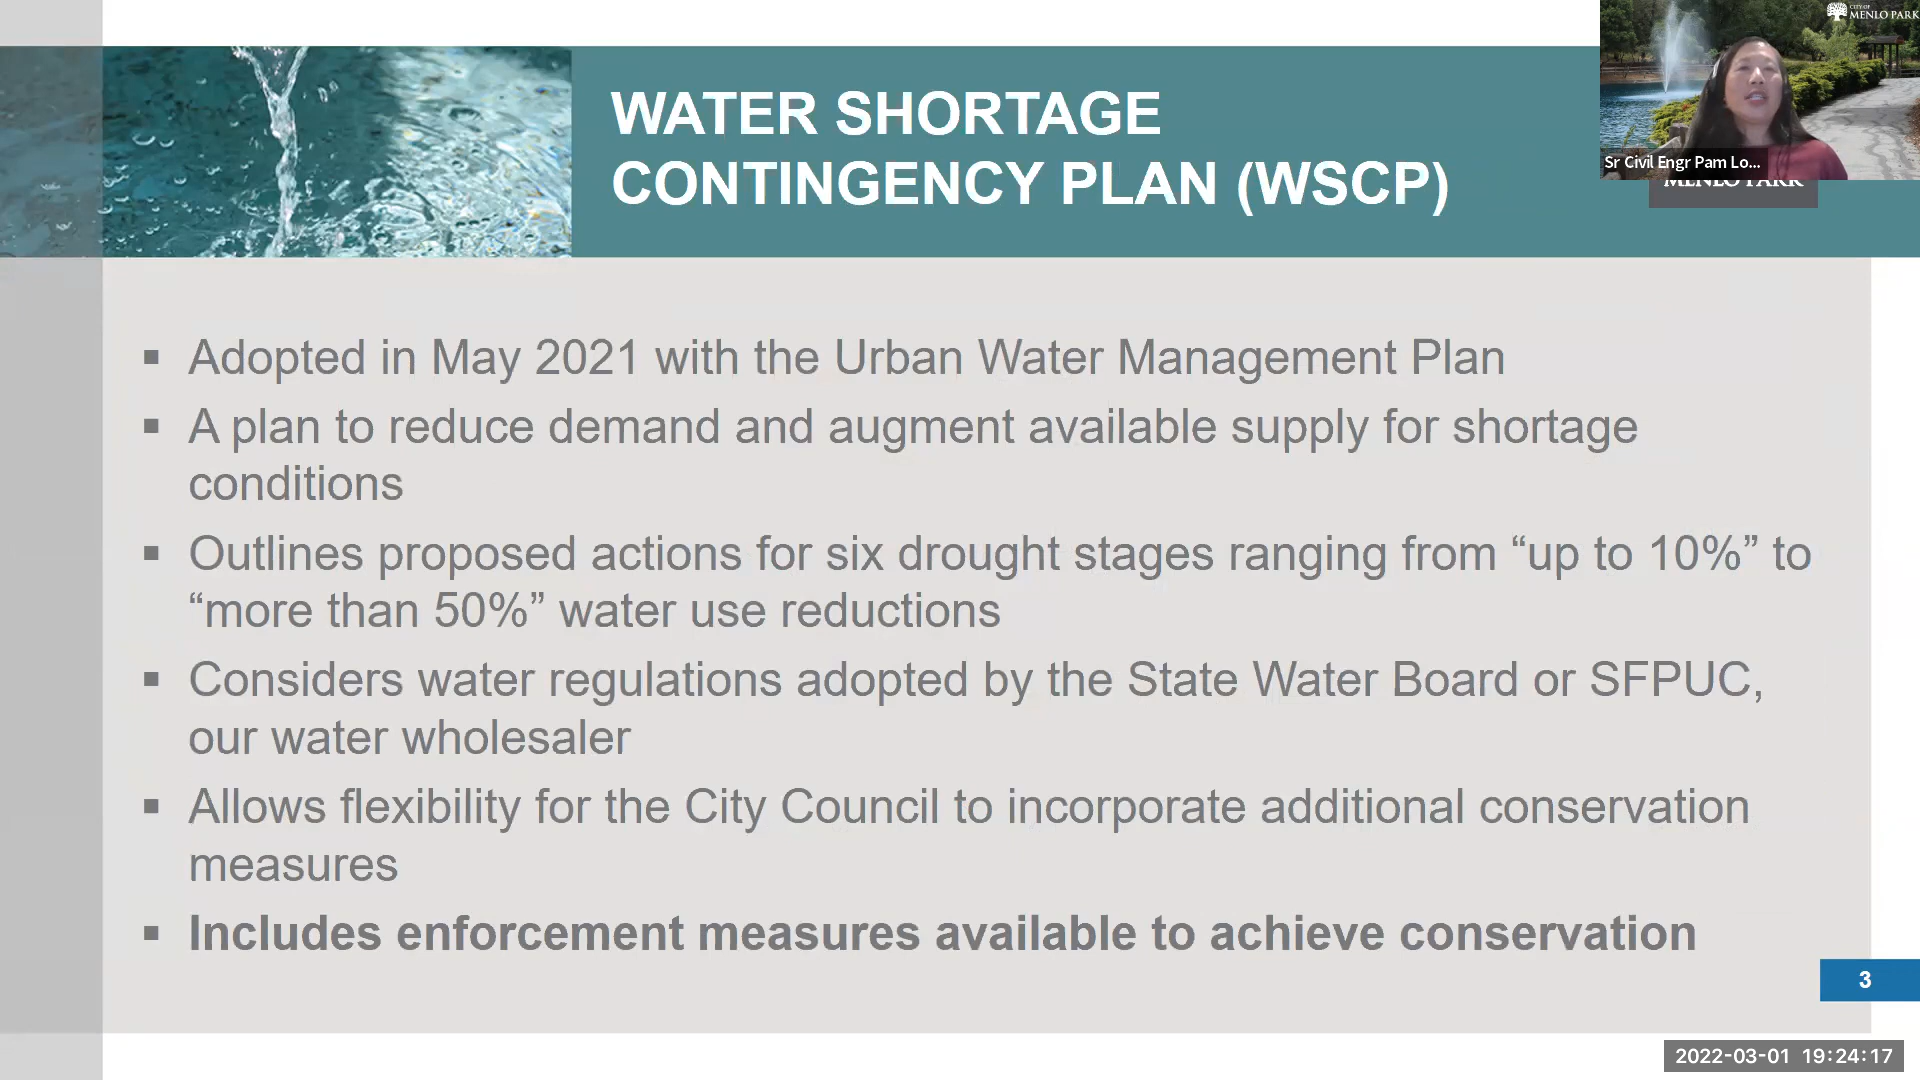 CITY OF
MENLO PARK
WATER SHORTAGE
CONTINGENCY PLAN (WSCP)
Sr Civil Engr Pam Lo...
MENLO PARK
▪ Adopted in May 2021 with the Urban Water Management Plan
▪ A plan to reduce demand and augment available supply for shortage
conditions
▪ Outlines proposed actions for six drought stages ranging from “up to 10%” to
“more than 50%” water use reductions
▪ Considers water regulations adopted by the State Water Board or SFPUC,
our water wholesaler
▪ Allows flexibility for the City Council to incorporate additional conservation
measures
▪ Includes enforcement measures available to achieve conservation
3
2022-03-01 19:24:17